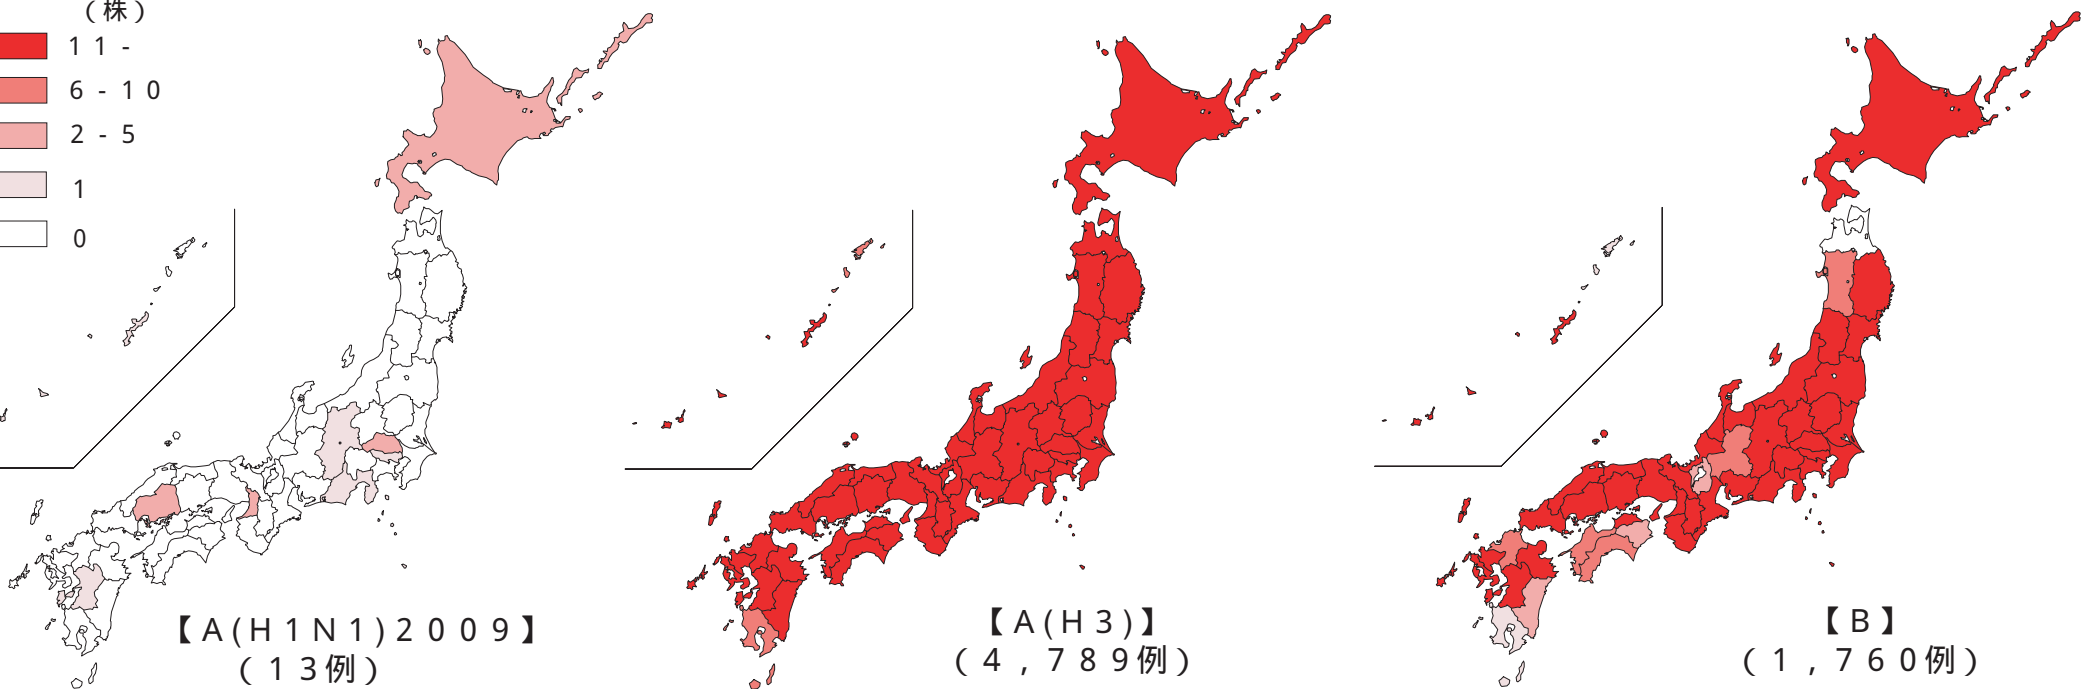 (株)
11-
6-10
2-5
1
0
【A(H1N1)2009】
(13例)
【A(H3)】
(4,789例)
【B】
(1,760例)